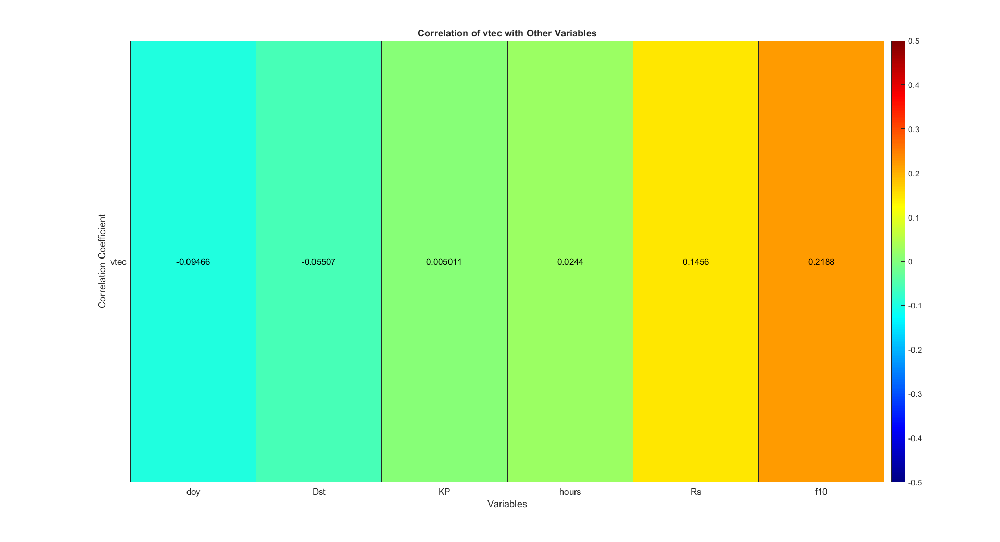 Correlation of vtec with Other Variables
Correlation Coefficient
vtec
-0.09466 -0.05507 0.005011 0.0244 0.1456 0.2188
doy Dst KP hours Rs f10
Variables
0.5
0.4
0.3
0.2
0.1
0
-0.1
-0.2
-0.3
-0.4
-0.5